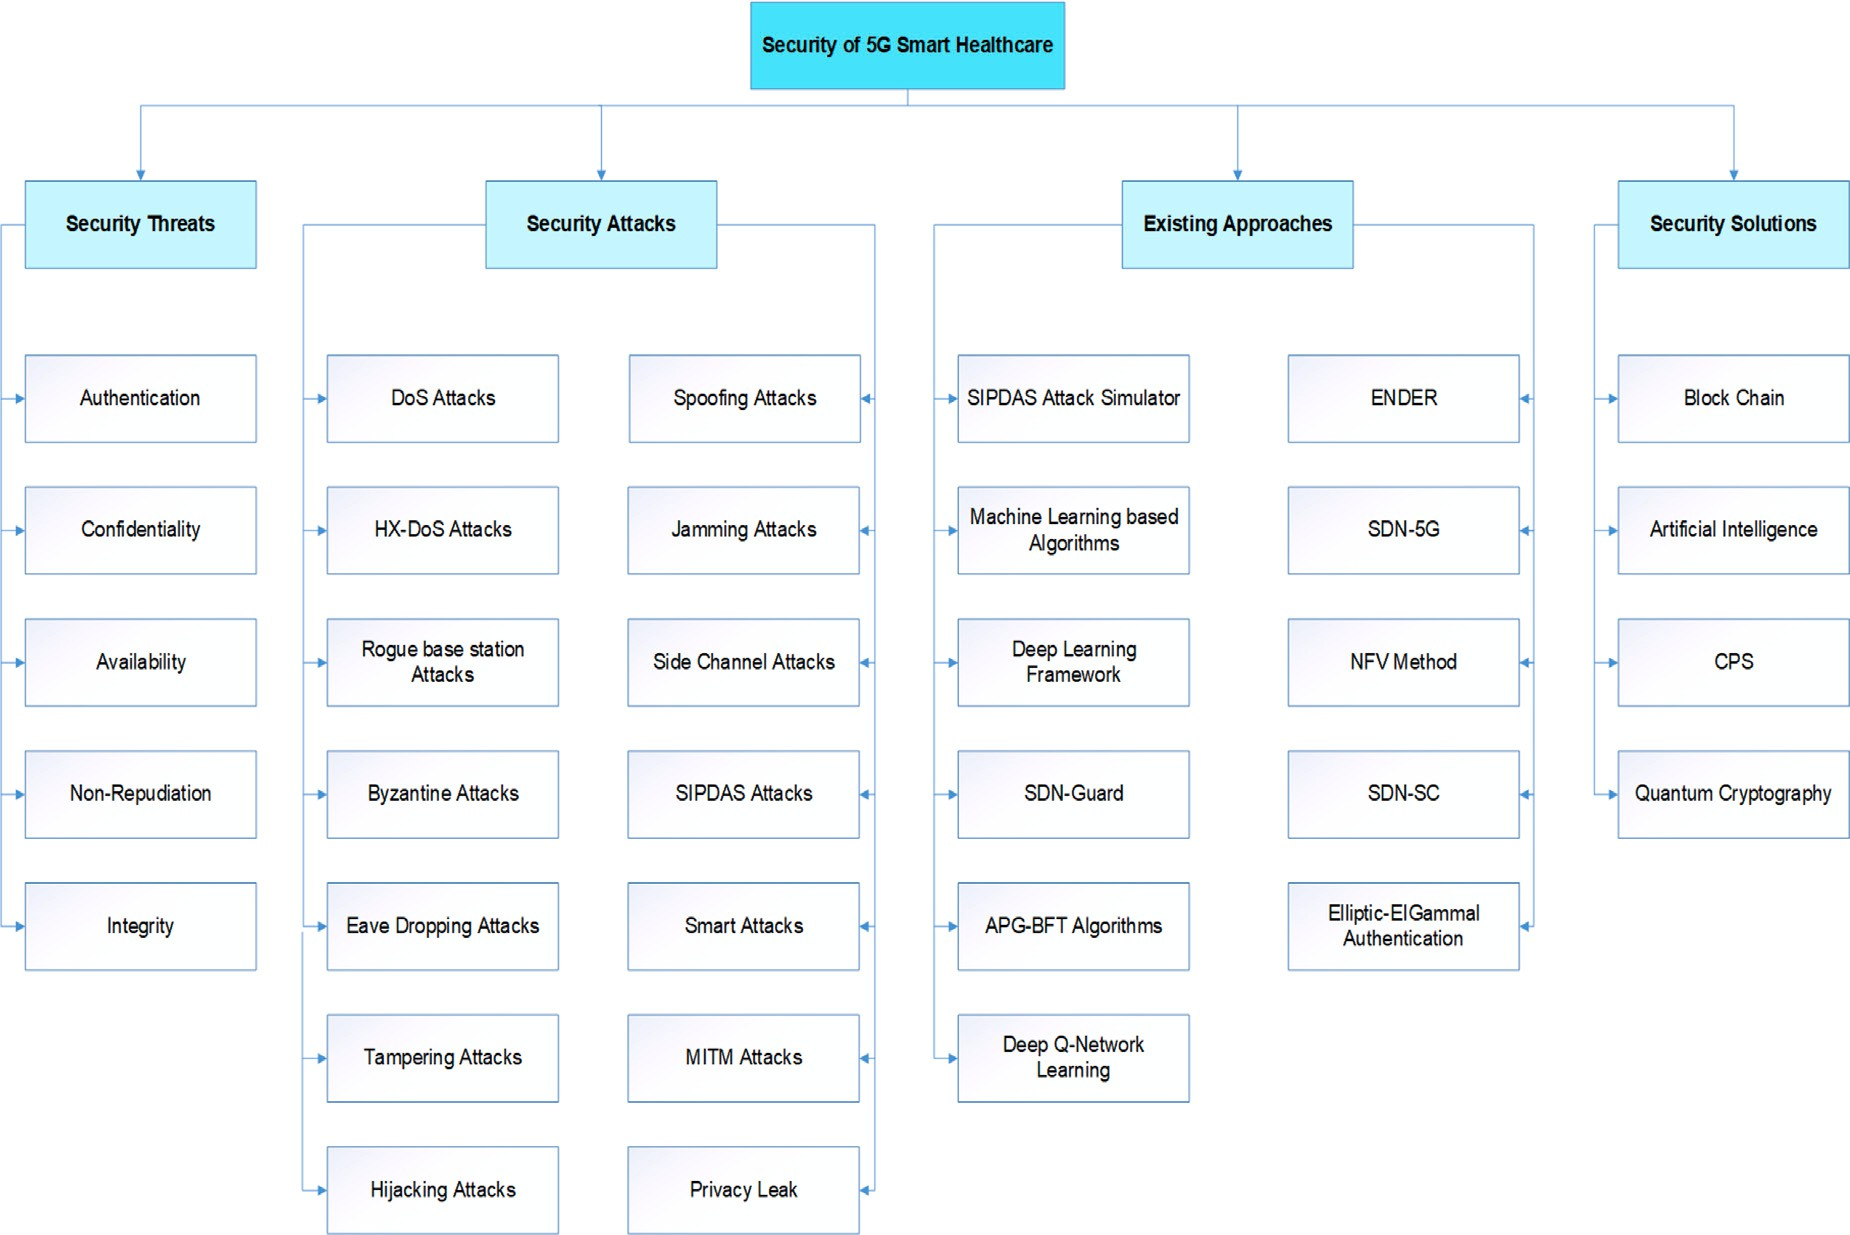 Security of 5G Smart Healthcare
Security Threats
Security Attacks
Existing Approaches
Security Solutions
Authentication
Confidentiality
Availability
Non-Repudiation
Integrity
DoS Attacks
HX-DoS Attacks
Rogue base station
Attacks
Byzantine Attacks
Eave Dropping Attacks
Tampering Attacks
Hijacking Attacks
Spoofing Attacks
Jamming Attacks
Side Channel Attacks
SIPDAS Attacks
Smart Attacks
MITM Attacks
Privacy Leak
SIPDAS Attack Simulator
Machine Learning based
Algorithms
Deep Learning
Framework
SDN-Guard
APG-BFT Algorithms
Deep Q-Network
Learning
ENDER
SDN-5G
NFV Method
SDN-SC
Elliptic-ElGammal
Authentication
Block Chain
Artificial Intelligence
CPS
Quantum Cryptography